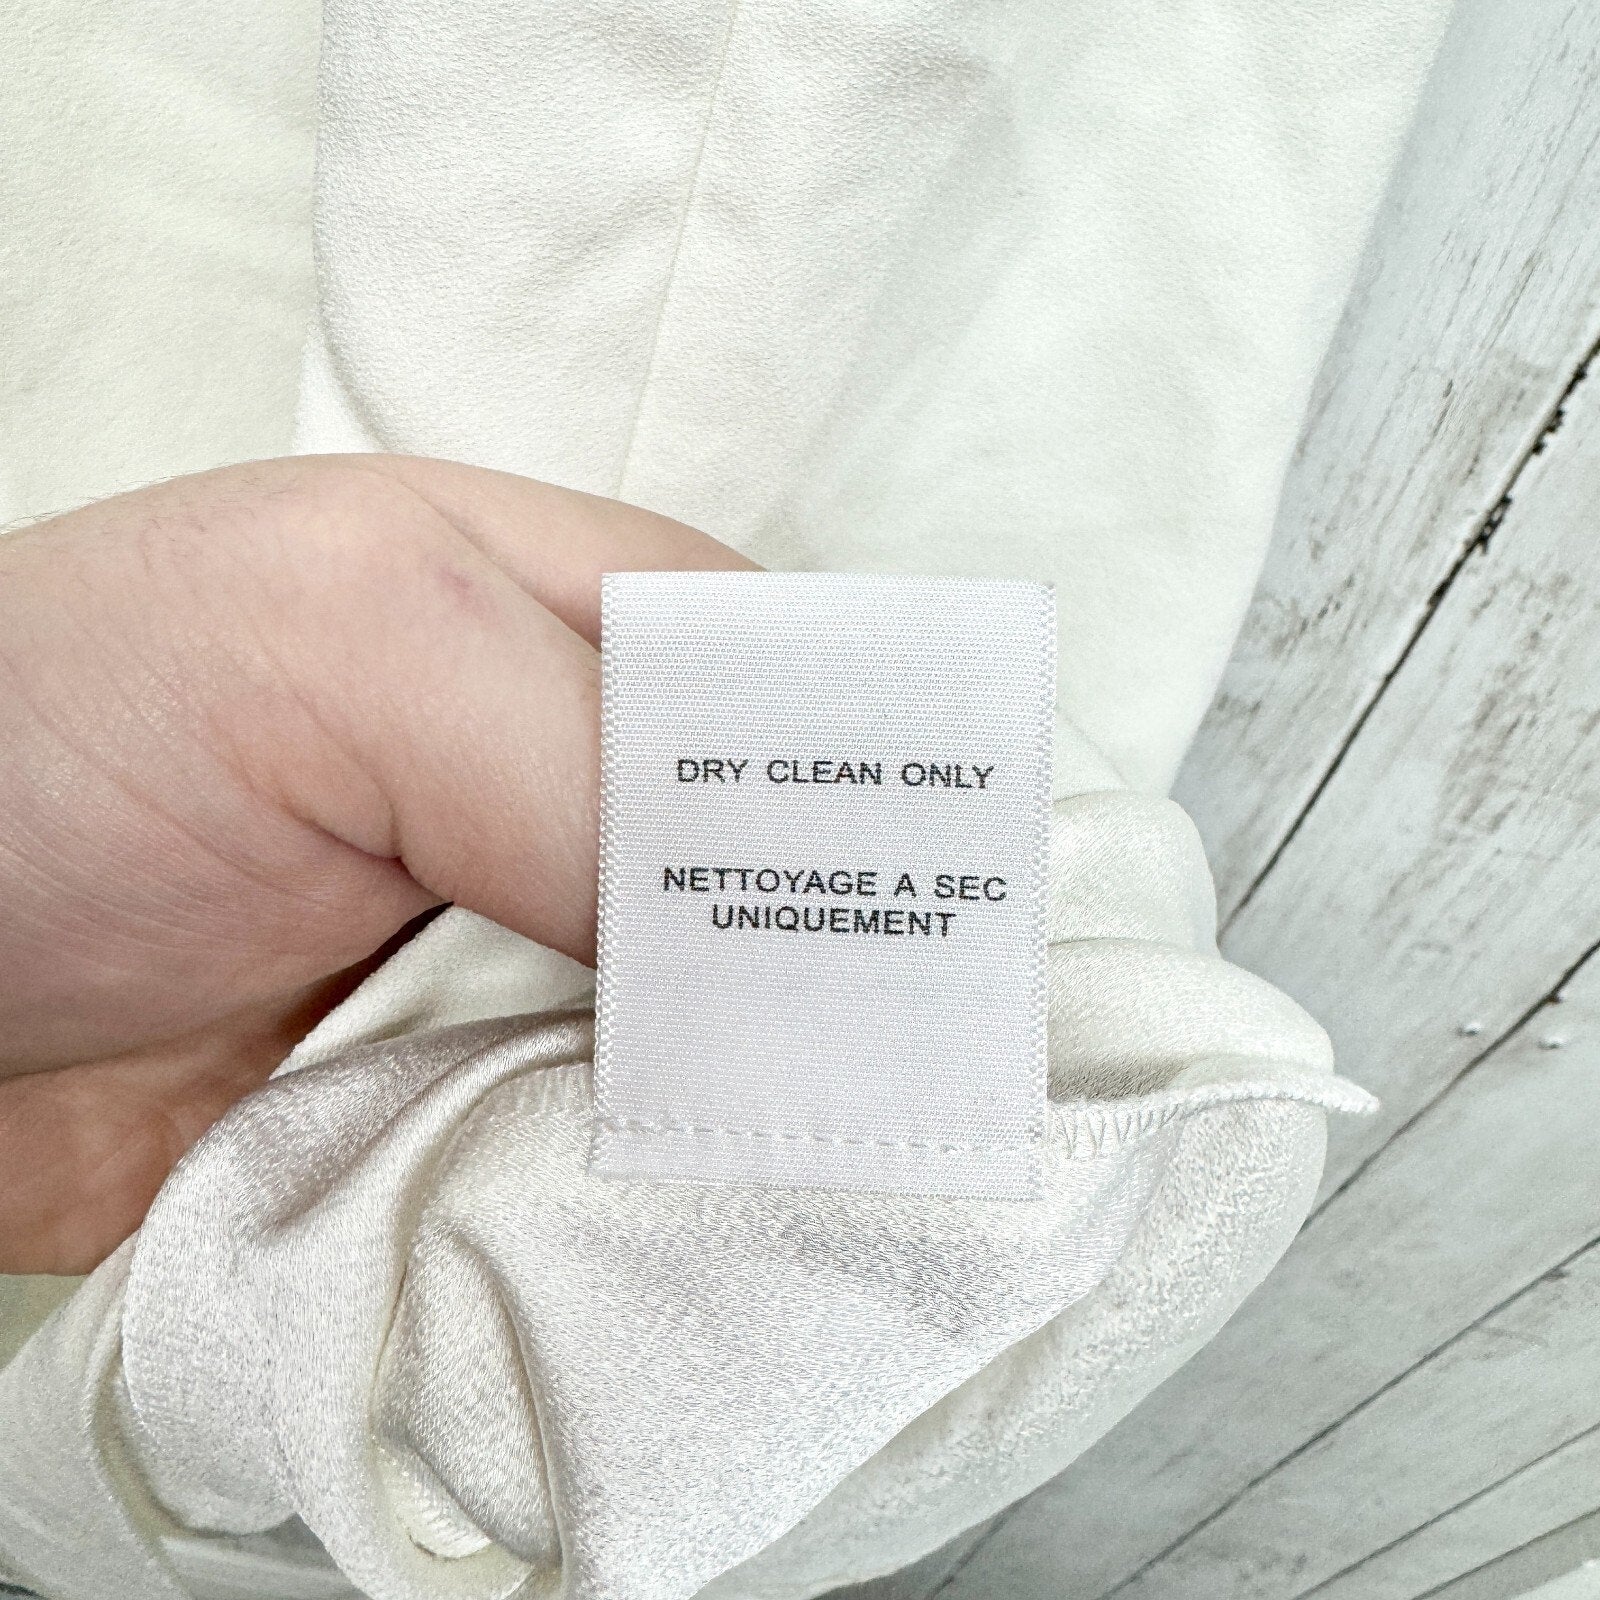 DRY CLEAN ONLY
NETTOYAGE A SEC
UNIQUEMENT